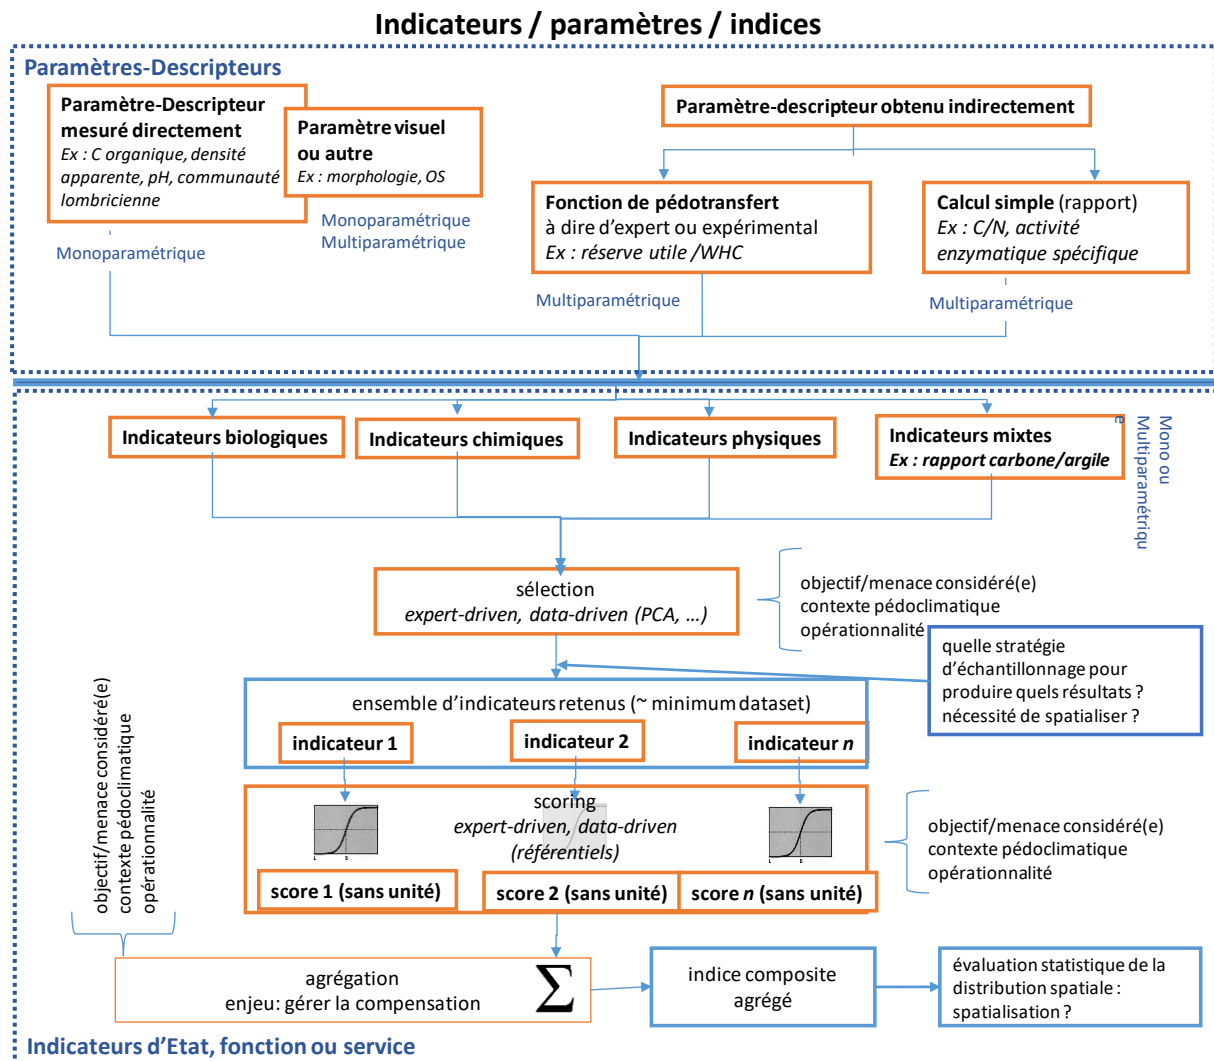 Indicateurs / paramètres / indices
Paramètres-Descripteurs
Paramètre-Descripteur
mesuré directement
Ex : C organique, densité
apparente, pH, communauté
lombricienne
Monoparamétrique
Paramètre visuel
ou autre
Ex : morphologie, OS
Monoparamétrique
Multiparamétrique
Paramètre-descripteur obtenu indirectement
Fonction de pédotransfert
à dire d'expert ou expérimental
Ex : réserve utile /WHC
Multiparamétrique
Calcul simple (rapport)
Ex : C/N, activité
enzymatique spécifique
Multiparamétrique
Indicateurs biologiques
Indicateurs chimiques
Indicateurs physiques
Indicateurs mixtes
Ex : rapport carbone/argile
Mono ou
Multiparamétriqu
e
sélection
expert-driven, data-driven (PCA, …)
objectif/menace considéré(e)
contexte pédoclimatique
opérationnalité
quelle stratégie
d'échantillonnage pour
produire quels résultats ?
nécessité de spatialiser ?
ensemble d'indicateurs retenus (~ minimum dataset)
indicateur 1
indicateur 2
indicateur n
scoring
expert-driven, data-driven
(référentiels)
score 1 (sans unité)
score 2 (sans unité)
score n (sans unité)
objectif/menace considéré(e)
contexte pédoclimatique
opérationnalité
objectif/menace considéré(e)
contexte pédoclimatique
opérationnalité
agrégation
enjeu: gérer la compensation
Σ
indice composite
agrégé
évaluation statistique de la
distribution spatiale :
spatialisation ?
Indicateurs d'Etat, fonction ou service